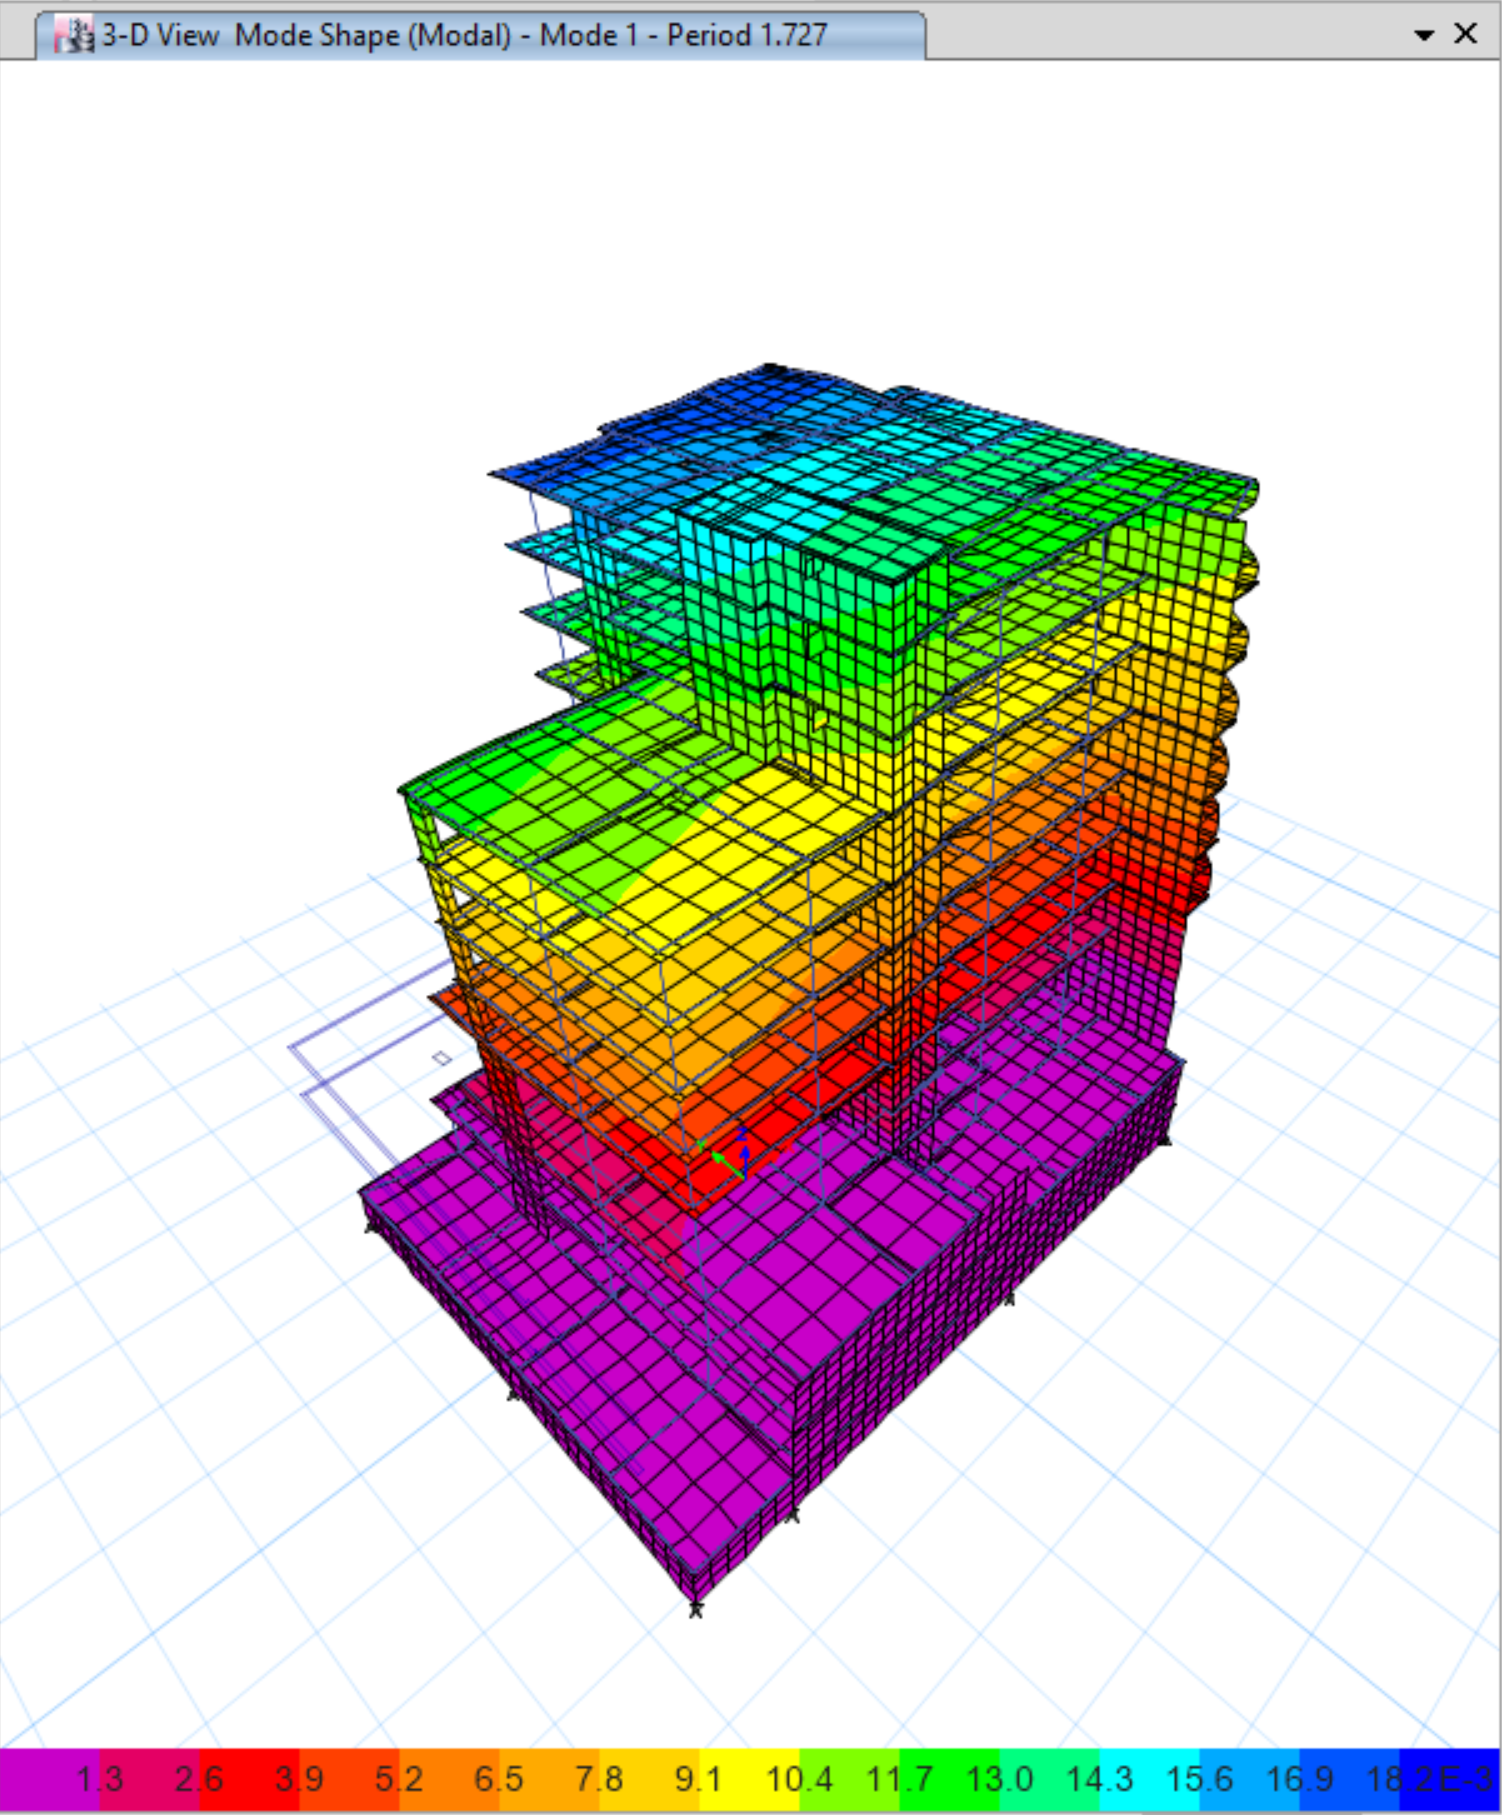 3-D View Mode Shape (Modal) - Mode 1 - Period 1.727
Z
1.3 2.6 3.9 5.2 6.5 7.8 9.1 10.4 11.7 13.0 14.3 15.6 16.9 18.2 E-3